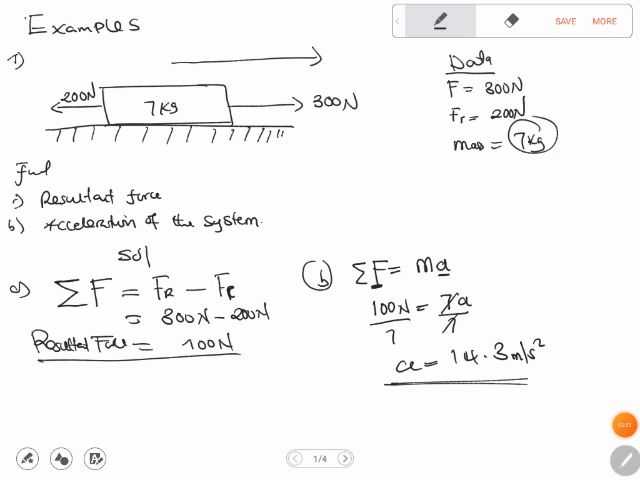 Examples
SAVE MORE
1)
Data
200N 7Kg 300N
F = 300N
Fr = 200N
mass = 7kg
Find
i) Resultant force
b) Acceleration of the system.
sol
a) ΣF = FR − Fr
= 300N − 200N
Resultant Force = 100N
b ΣF = ma
100N = 7a
7 7
a = 14.3m/s²
1/4